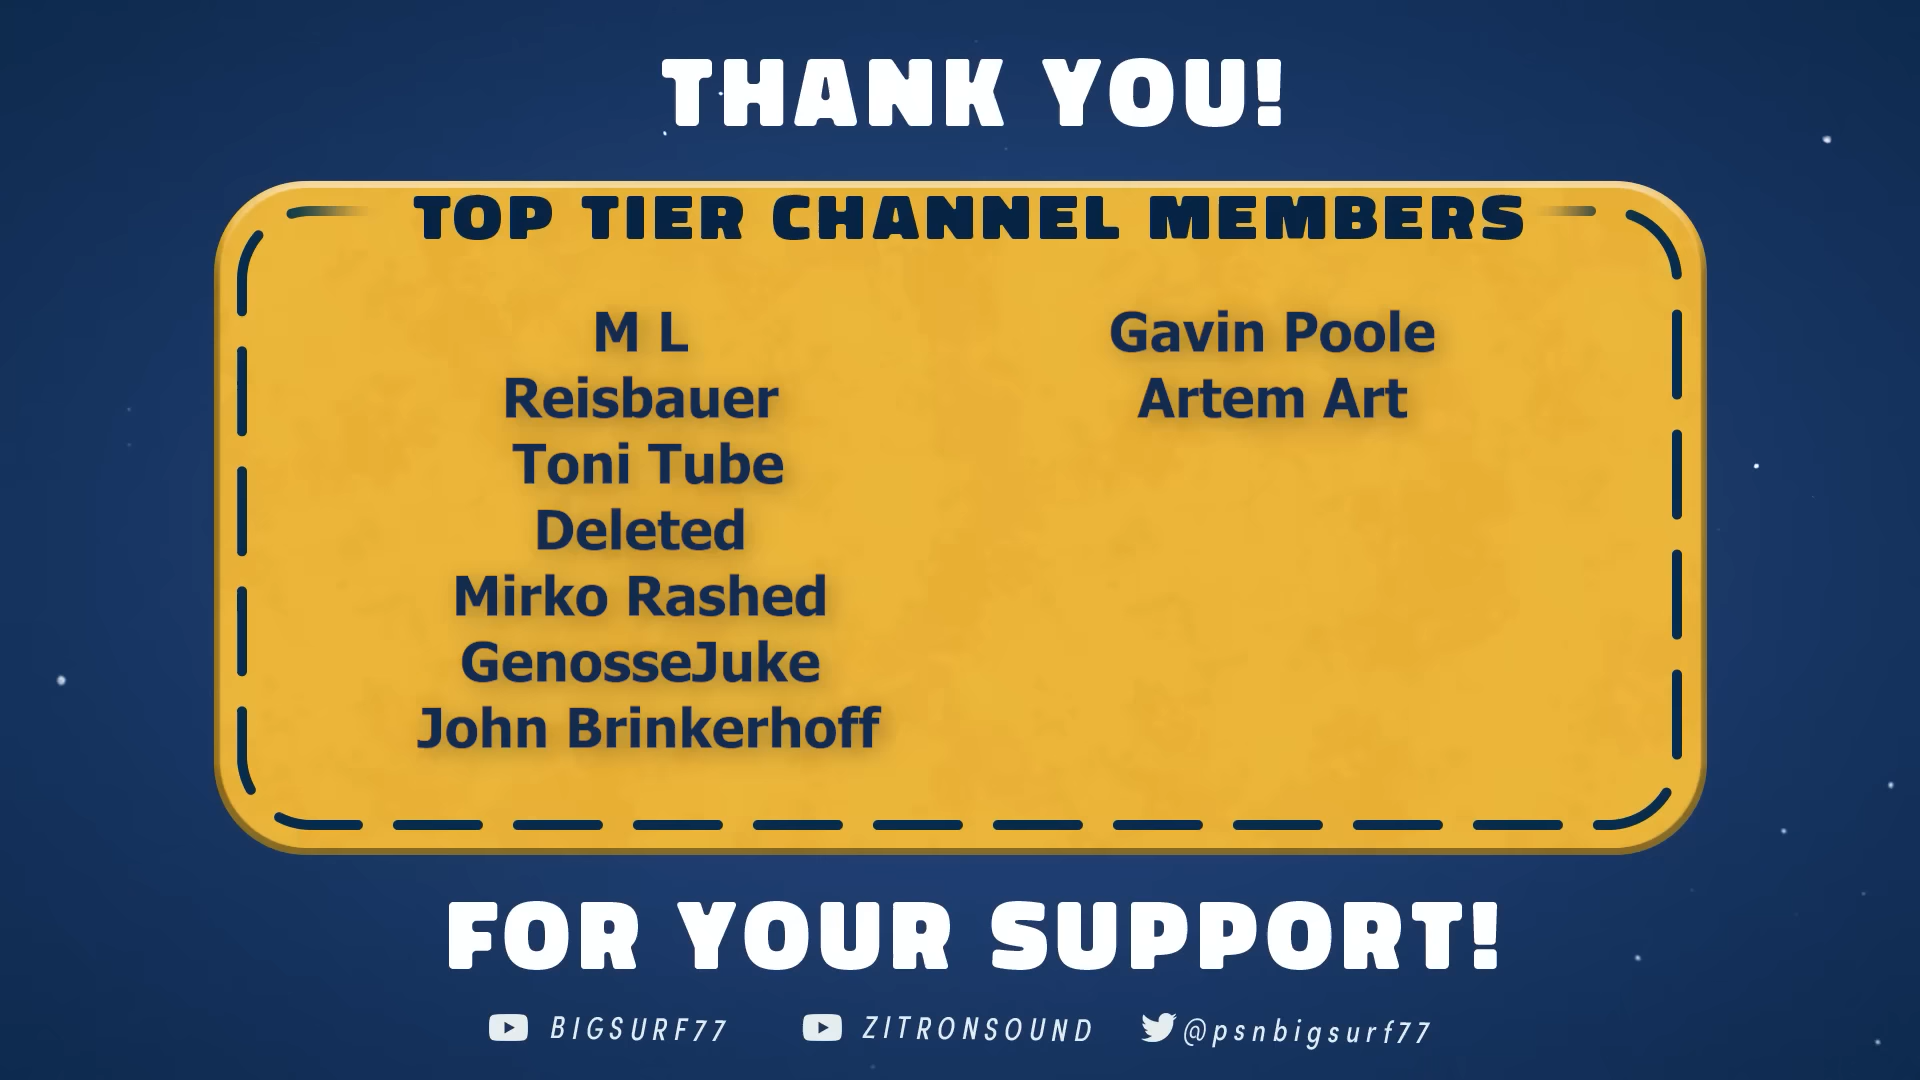 THANK YOU!
TOP TIER CHANNEL MEMBERS
M L
Reisbauer
Toni Tube
Deleted
Mirko Rashed
GenosseJuke
John Brinkerhoff
Gavin Poole
Artem Art
FOR YOUR SUPPORT!
BIGSURF77 ZITRONSOUND @psnbigsurf77